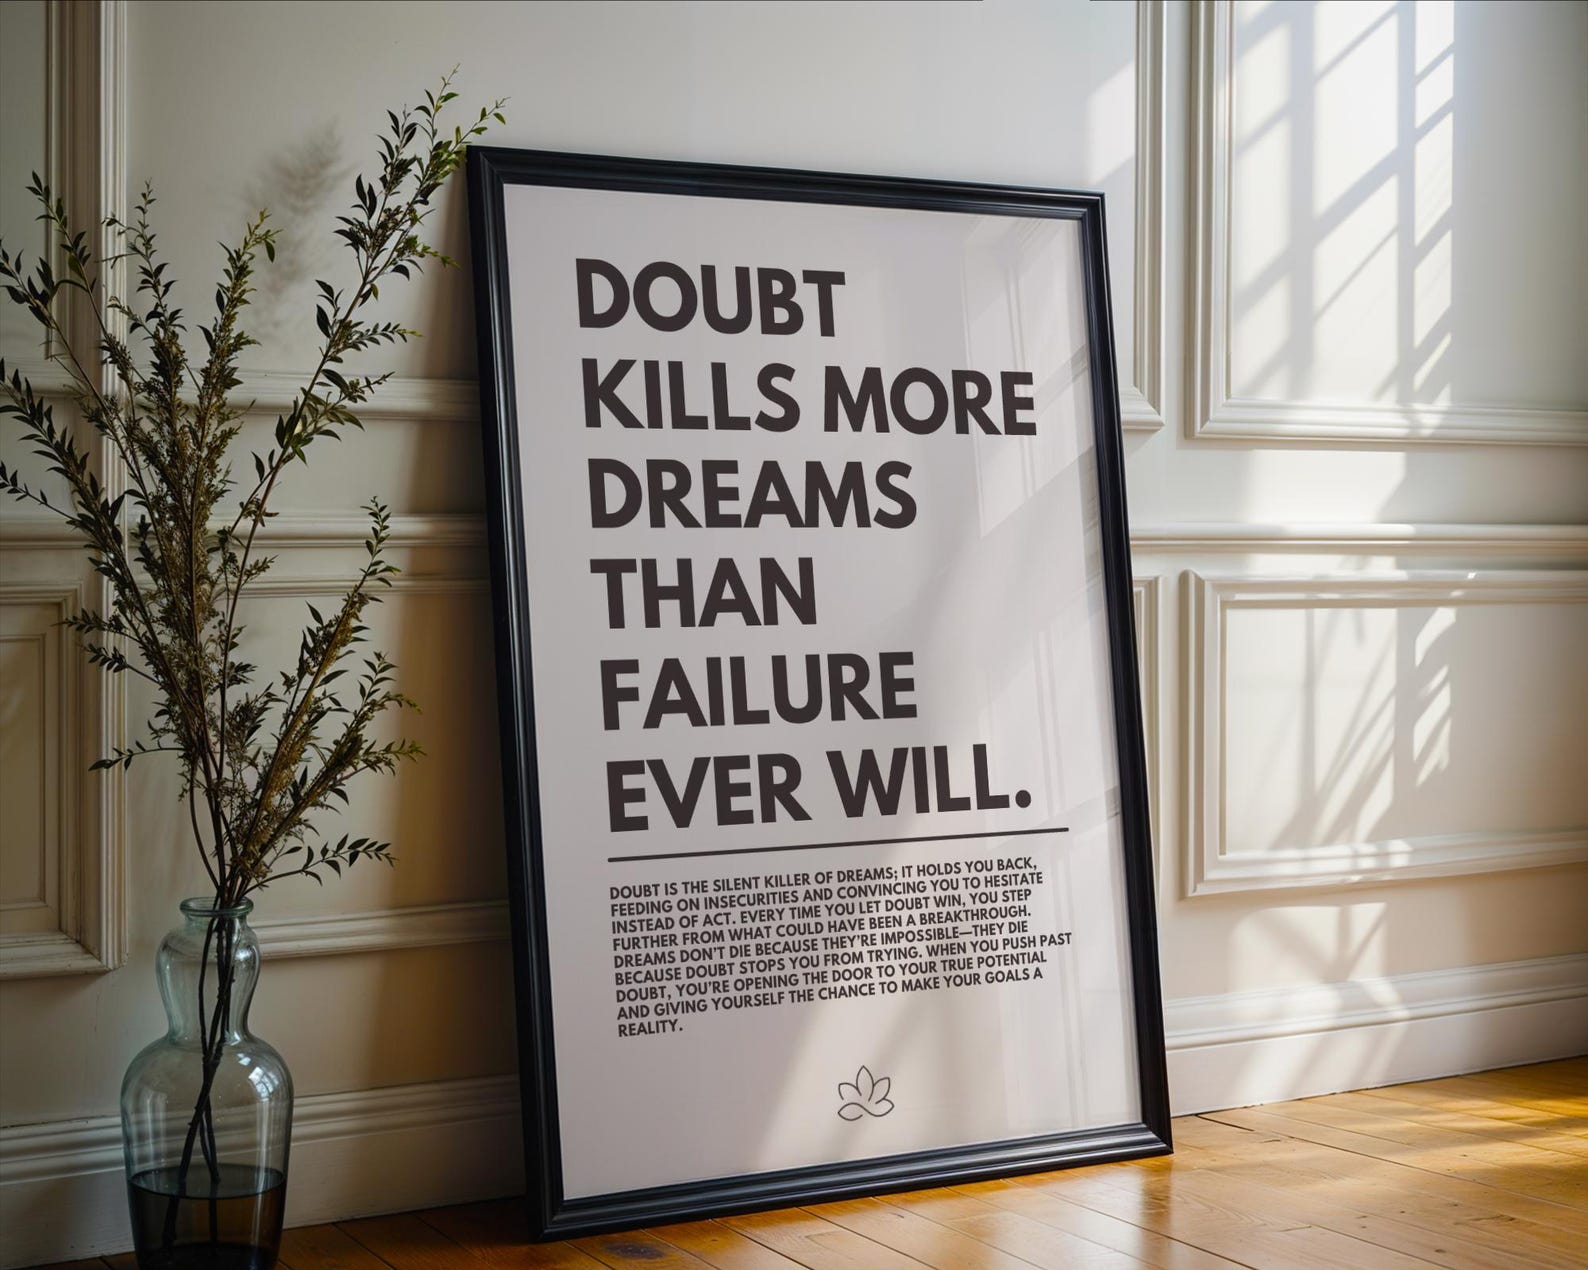 DOUBT
KILLS MORE
DREAMS
THAN
FAILURE
EVER WILL.
DOUBT IS THE SILENT KILLER OF DREAMS; IT HOLDS YOU BACK,
FEEDING ON INSECURITIES AND CONVINCING YOU TO HESITATE
INSTEAD OF ACT. EVERY TIME YOU LET DOUBT WIN, YOU STEP
FURTHER FROM WHAT COULD HAVE BEEN A BREAKTHROUGH.
DREAMS DON'T DIE BECAUSE THEY'RE IMPOSSIBLE—THEY DIE
BECAUSE DOUBT STOPS YOU FROM TRYING. WHEN YOU PUSH PAST
DOUBT, YOU'RE OPENING THE DOOR TO YOUR TRUE POTENTIAL
AND GIVING YOURSELF THE CHANCE TO MAKE YOUR GOALS A
REALITY.